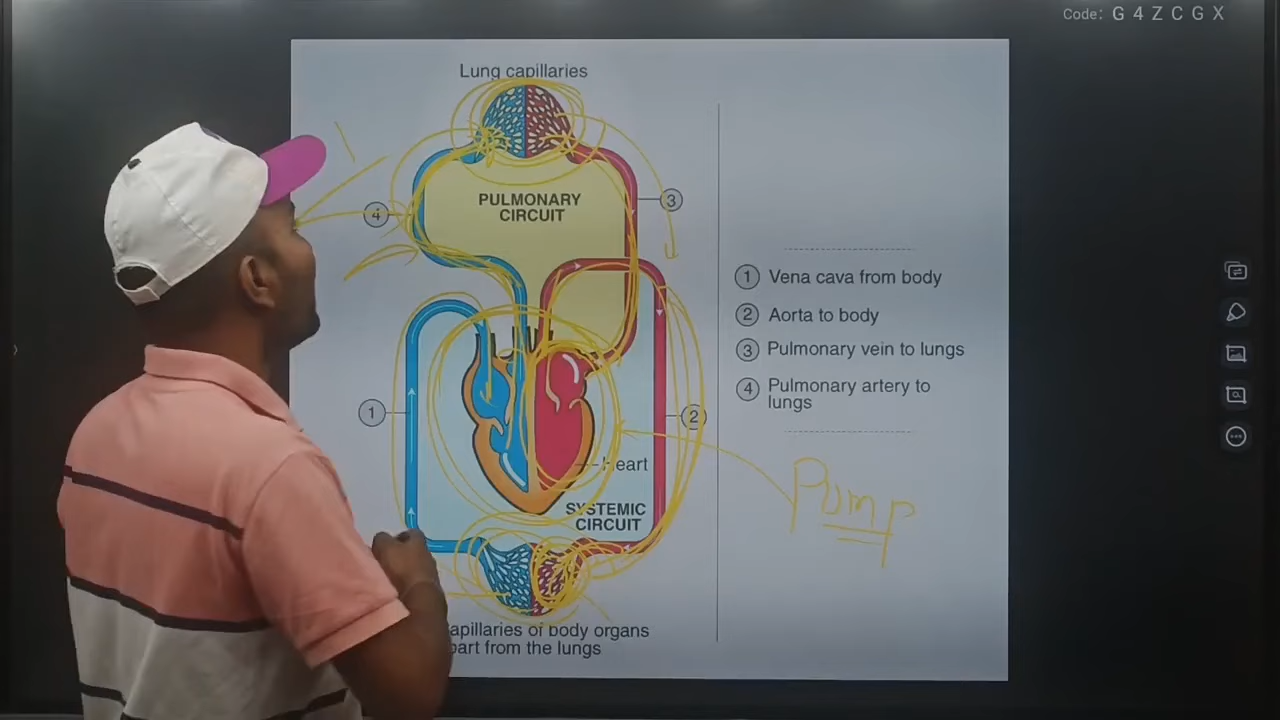 Code: G 4 Z C G X
Lung capillaries
PULMONARY
CIRCUIT
4
3
1 Vena cava from body
2 Aorta to body
3 Pulmonary vein to lungs
4 Pulmonary artery to
lungs
1
2
Heart
SYSTEMIC
CIRCUIT
Pump
apillaries of body organs
part from the lungs